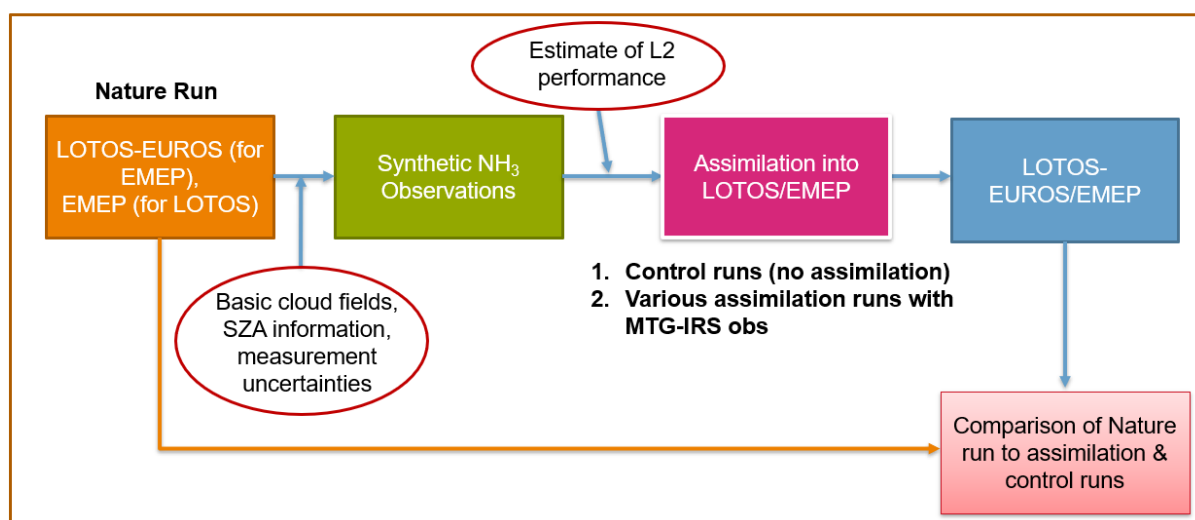 Estimate of L2
performance
Nature Run
LOTOS-EUROS (for
EMEP),
EMEP (for LOTOS)
Synthetic NH3
Observations
Assimilation into
LOTOS/EMEP
LOTOS-
EUROS/EMEP
Basic cloud fields,
SZA information,
measurement
uncertainties
1. Control runs (no assimilation)
2. Various assimilation runs with
MTG-IRS obs
Comparison of Nature
run to assimilation &
control runs